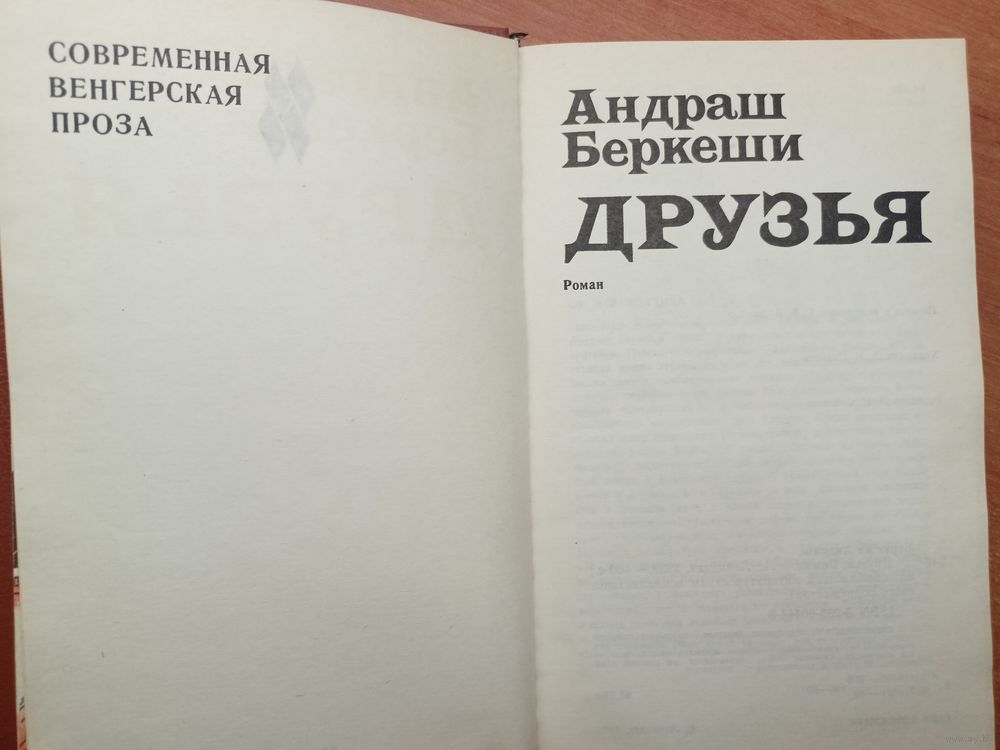 СОВРЕМЕННАЯ
ВЕНГЕРСКАЯ
ПРОЗА
Андраш
Беркеши
ДРУЗЬЯ
Роман